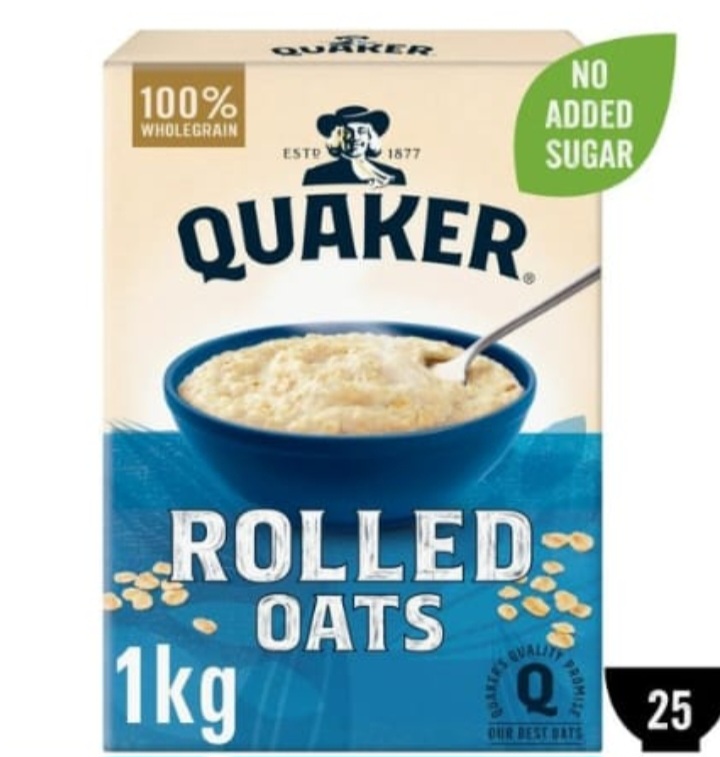 QUAKER
100%
WHOLEGRAIN
NO
ADDED
SUGAR
ESTD 1877
QUAKER®
ROLLED
OATS
1kg
QUAKER'S QUALITY PROMISE
Q
OUR BEST OATS
25